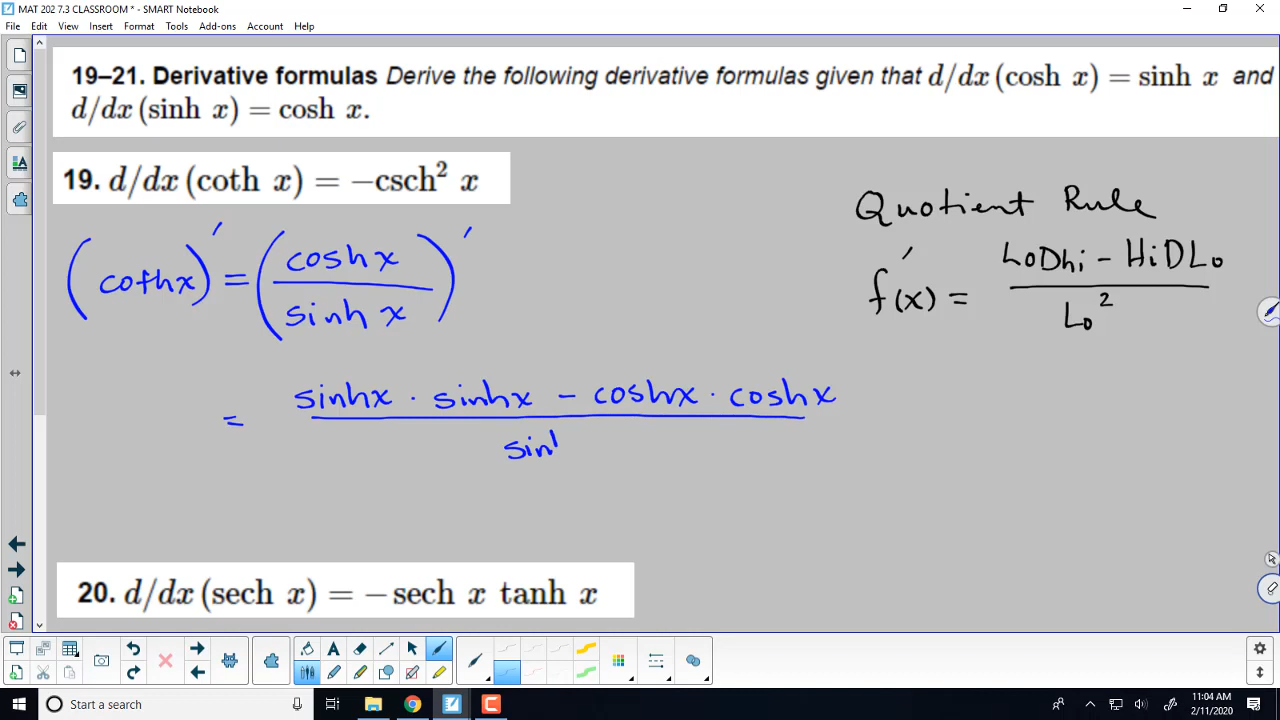 MAT 202 7.3 CLASSROOM * - SMART Notebook
File Edit View Insert Format Tools Add-ons Account Help
19–21. Derivative formulas Derive the following derivative formulas given that d/dx (cosh x) = sinh x and
d/dx (sinh x) = cosh x.
19. d/dx (coth x) = −csch² x
Quotient Rule
(cothx)' = (coshx / sinh x)'
f'(x) = LoDhi - HiDLo / Lo²
= sinhx · sinhx - coshx · coshx
sinh
20. d/dx (sech x) = − sech x tanh x
Start a search
11:04 AM
2/11/2020